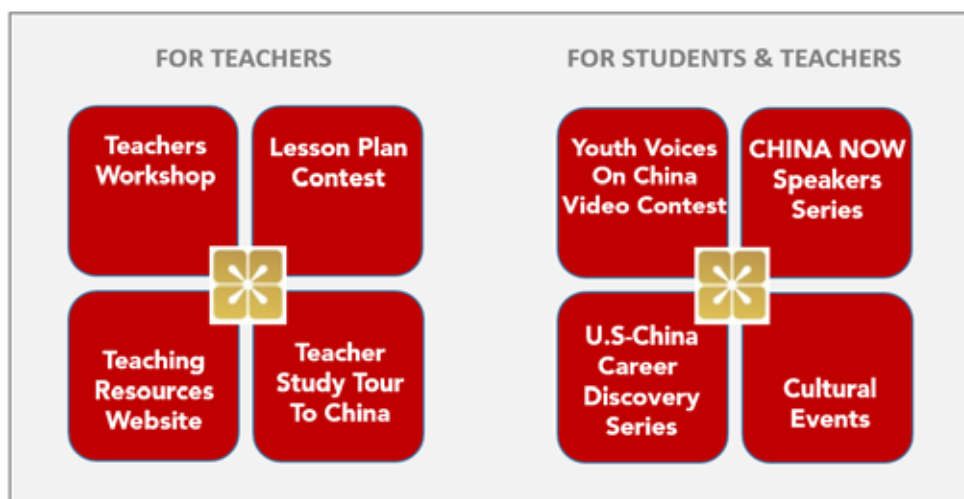 FOR TEACHERS
Teachers
Workshop
Lesson Plan
Contest
Teaching
Resources
Website
Teacher
Study Tour
To China
FOR STUDENTS & TEACHERS
Youth Voices
On China
Video Contest
CHINA NOW
Speakers
Series
U.S-China
Career
Discovery
Series
Cultural
Events